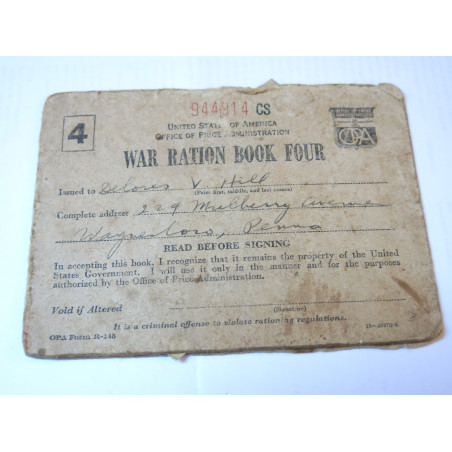 944914 CS
4
UNITED STATES OF AMERICA
OFFICE OF PRICE ADMINISTRATION
OPA
WAR RATION BOOK FOUR
Issued to Delores V. Hill
(Print first, middle, and last names)
Complete address 229 Mulberry Avenue
Waynesboro, Penna
READ BEFORE SIGNING
In accepting this book, I recognize that it remains the property of the United
States Government. I will use it only in the manner and for the purposes
authorized by the Office of Price Administration.
Void if Altered
(Signature)
It is a criminal offense to violate rationing regulations.
OPA Form R-145